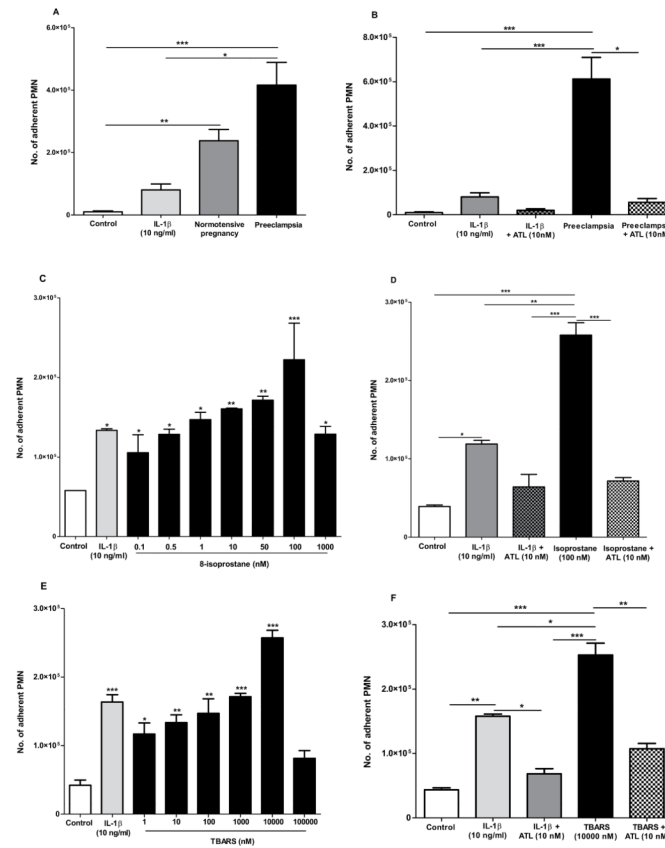 A
***
*
**
6.0×10⁵
4.0×10⁵
2.0×10⁵
0
No. of adherent PMN
Control
IL-1β
(10 ng/ml)
Normotensive
pregnancy
Preeclampsia
B
***
***
*
8.0×10⁵
6.0×10⁵
4.0×10⁵
2.0×10⁵
0
No. of adherent PMN
Control
IL-1β
(10 ng/ml)
IL-1β
+ ATL (10nM)
Preeclampsia
Preeclamps
+ ATL (10nM
C
3.0×10⁵
2.0×10⁵
1.0×10⁵
0
No. of adherent PMN
* * * * ** ** *** *
Control
IL-1β
(10 ng/ml)
0.1 0.5 1 10 50 100 1000
8-isoprostane (nM)
D
***
**
***
***
*
3.0×10⁵
2.0×10⁵
1.0×10⁵
0
No. of adherent PMN
Control
IL-1β
(10 ng/ml)
IL-1β + ATL
(10 nM)
Isoprostane
(100 nM)
Isoprostane +
ATL (10 nM)
E
3.0×10⁵
2.0×10⁵
1.0×10⁵
0
No. of adherent PMN
*** * ** ** *** ***
Control
IL-1β
(10 ng/ml)
1 10 100 1000 10000 100000
TBARS (nM)
F
***
**
*
***
**
*
3.0×10⁵
2.0×10⁵
1.0×10⁵
0
No. of adherent PMN
Control
IL-1β
(10 ng/ml)
IL-1β +
ATL (10 nM)
TBARS
(10000 nM)
TBARS +
ATL (10 nM